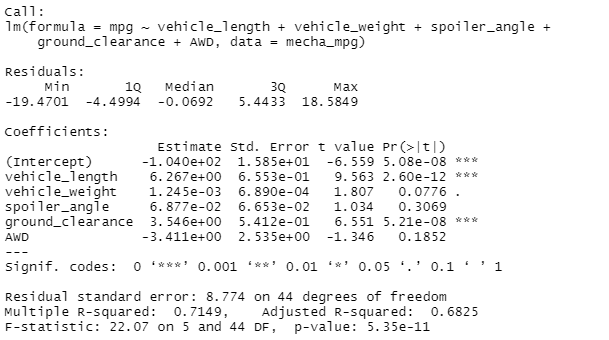 Call:
lm(formula = mpg ~ vehicle_length + vehicle_weight + spoiler_angle +
    ground_clearance + AWD, data = mecha_mpg)

Residuals:
     Min       1Q   Median       3Q      Max
-19.4701  -4.4994  -0.0692   5.4433  18.5849

Coefficients:
                   Estimate Std. Error t value Pr(>|t|)
(Intercept)      -1.040e+02  1.585e+01  -6.559 5.08e-08 ***
vehicle_length    6.267e+00  6.553e-01   9.563 2.60e-12 ***
vehicle_weight    1.245e-03  6.890e-04   1.807   0.0776 .
spoiler_angle     6.877e-02  6.653e-02   1.034   0.3069
ground_clearance  3.546e+00  5.412e-01   6.551 5.21e-08 ***
AWD              -3.411e+00  2.535e+00  -1.346   0.1852
---
Signif. codes:  0 ‘***’ 0.001 ‘**’ 0.01 ‘*’ 0.05 ‘.’ 0.1 ‘ ’ 1

Residual standard error: 8.774 on 44 degrees of freedom
Multiple R-squared:  0.7149,    Adjusted R-squared:  0.6825
F-statistic: 22.07 on 5 and 44 DF,  p-value: 5.35e-11